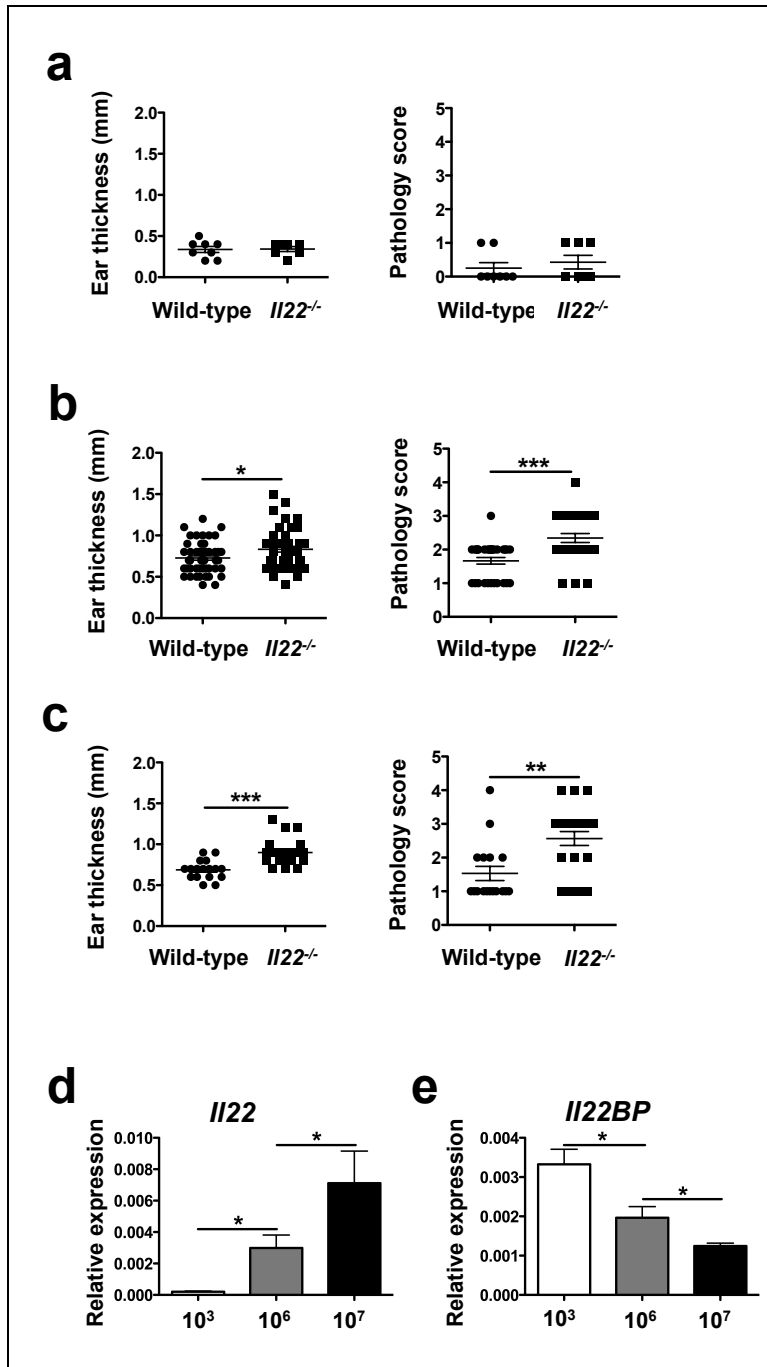 a
Ear thickness (mm)
2.0
1.5
1.0
0.5
0.0
Wild-type Il22-/-
Pathology score
5
4
3
2
1
0
Wild-type Il22-/-
b
Ear thickness (mm)
2.0
1.5
1.0
0.5
0.0
*
Wild-type Il22-/-
Pathology score
5
4
3
2
1
0
***
Wild-type Il22-/-
c
Ear thickness (mm)
2.0
1.5
1.0
0.5
0.0
***
Wild-type Il22-/-
Pathology score
5
4
3
2
1
0
**
Wild-type Il22-/-
d
Il22
Relative expression
0.010
0.008
0.006
0.004
0.002
0.000
*
*
10³ 10⁶ 10⁷
e
Il22BP
Relative expression
0.004
0.003
0.002
0.001
0.000
*
*
10³ 10⁶ 10⁷